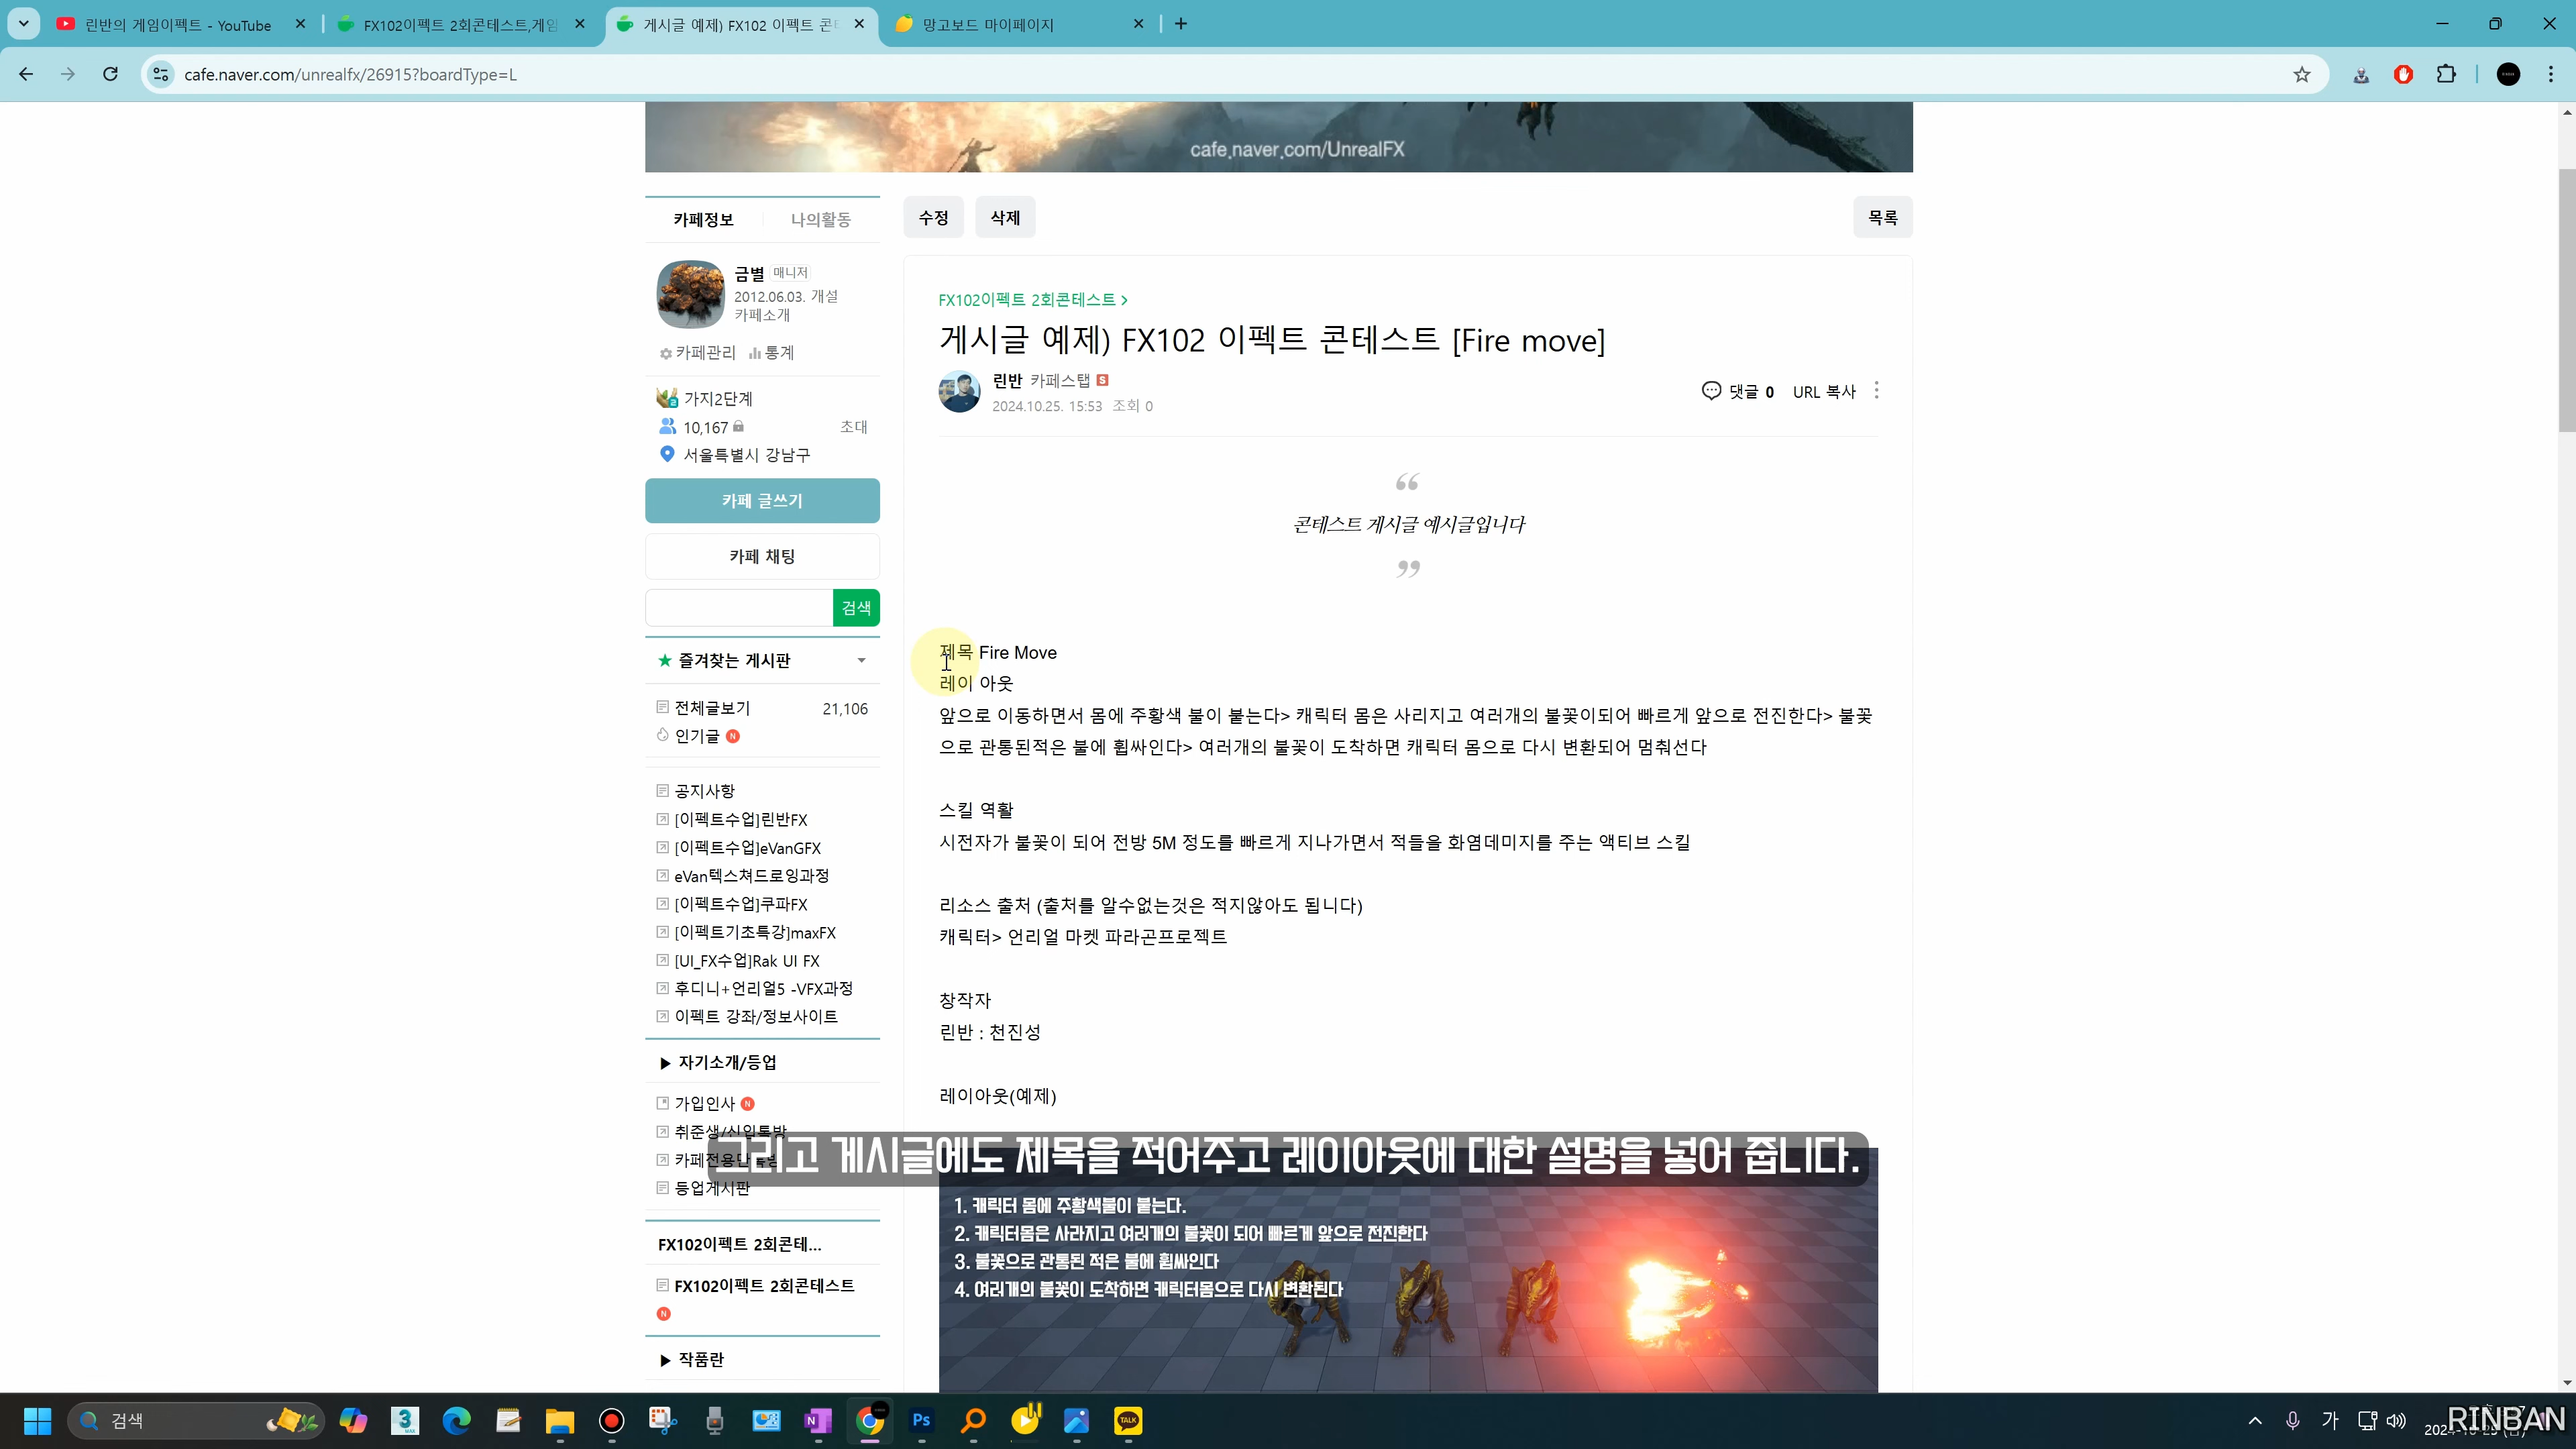 린반의 게임이펙트 - YouTube
FX102이펙트 2회콘테스트,게임
게시글 예제) FX102 이펙트 콘테
망고보드 마이페이지
cafe.naver.com/unrealfx/26915?boardType=L
cafe.naver.com/UnrealFX
카페정보
나의활동
수정
삭제
목록
금별 매니저
2012.06.03. 개설
카페소개
카페관리 통계
가지2단계
10,167
초대
서울특별시 강남구
카페 글쓰기
카페 채팅
검색
즐겨찾는 게시판
전체글보기 21,106
인기글 N
공지사항
[이펙트수업]린반FX
[이펙트수업]eVanGFX
eVan텍스쳐드로잉과정
[이펙트수업]쿠파FX
[이펙트기초특강]maxFX
[UI_FX수업]Rak UI FX
후디니+언리얼5 -VFX과정
이펙트 강좌/정보사이트
▶ 자기소개/등업
가입인사 N
취준생/신입톡방
등업게시판
FX102이펙트 2회콘테...
FX102이펙트 2회콘테스트
N
▶ 작품란
FX102이펙트 2회콘테스트 >
게시글 예제) FX102 이펙트 콘테스트 [Fire move]
린반 카페스탭 S
2024.10.25. 15:53 조회 0
댓글 0 URL 복사
“
콘테스트 게시글 예시글입니다
”
제목 Fire Move
레이 아웃
앞으로 이동하면서 몸에 주황색 불이 붙는다> 캐릭터 몸은 사리지고 여러개의 불꽃이되어 빠르게 앞으로 전진한다> 불꽃
으로 관통된적은 불에 휩싸인다> 여러개의 불꽃이 도착하면 캐릭터 몸으로 다시 변환되어 멈춰선다
스킬 역활
시전자가 불꽃이 되어 전방 5M 정도를 빠르게 지나가면서 적들을 화염데미지를 주는 액티브 스킬
리소스 출처 (출처를 알수없는것은 적지않아도 됩니다)
캐릭터> 언리얼 마켓 파라곤프로젝트
창작자
린반 : 천진성
레이아웃(예제)
그리고 게시글에도 제목을 적어주고 레이아웃에 대한 설명을 넣어 줍니다.
1. 캐릭터 몸에 주황색불이 붙는다.
2. 캐릭터몸은 사라지고 여러개의 불꽃이 되어 빠르게 앞으로 전진한다
3. 불꽃으로 관통된 적은 불에 휩싸인다
4. 여러개의 불꽃이 도착하면 캐릭터몸으로 다시 변환된다
검색
3
MAX
N
Ps
TALK
가
RINBAN